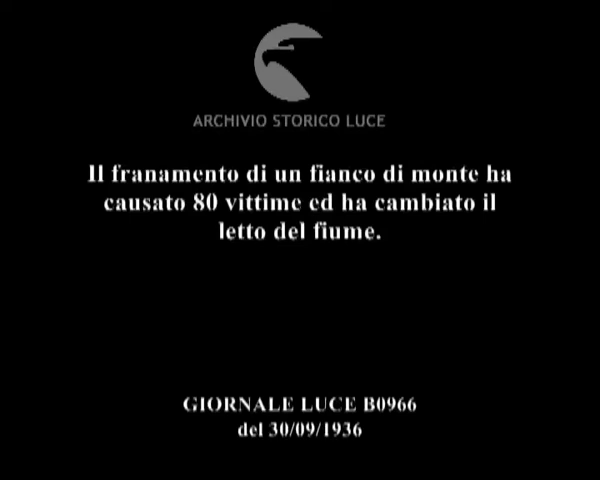 ARCHIVIO STORICO LUCE
Il franamento di un fianco di monte ha
causato 80 vittime ed ha cambiato il
letto del fiume.
GIORNALE LUCE B0966
del 30/09/1936